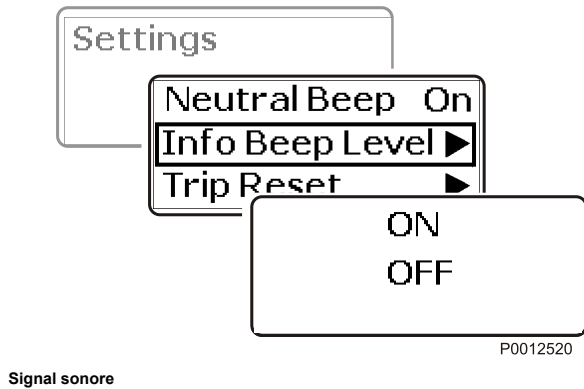 Settings
Neutral Beep On
Info Beep Level ▶
Trip Reset ▶
ON
OFF
P0012520
Signal sonore